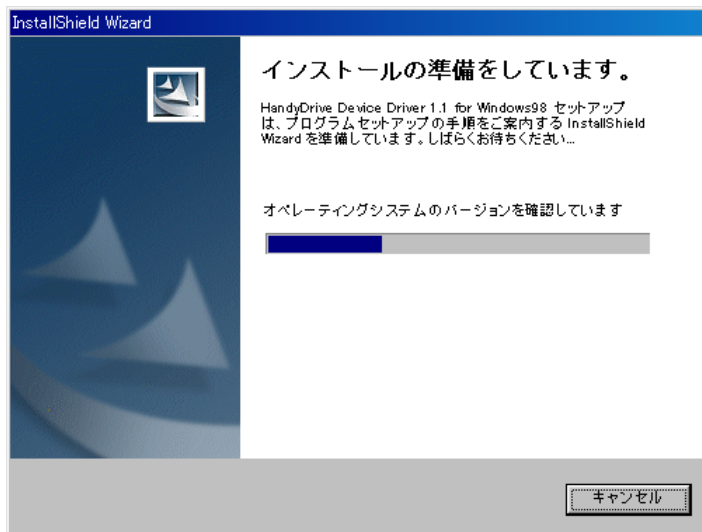 InstallShield Wizard
インストールの準備をしています。
HandyDrive Device Driver 1.1 for Windows98 セットアップ
は、プログラム セットアップの手順をご案内する InstallShield
Wizard を準備しています。しばらくお待ちください...
オペレーティングシステムのバージョンを確認しています
キャンセル